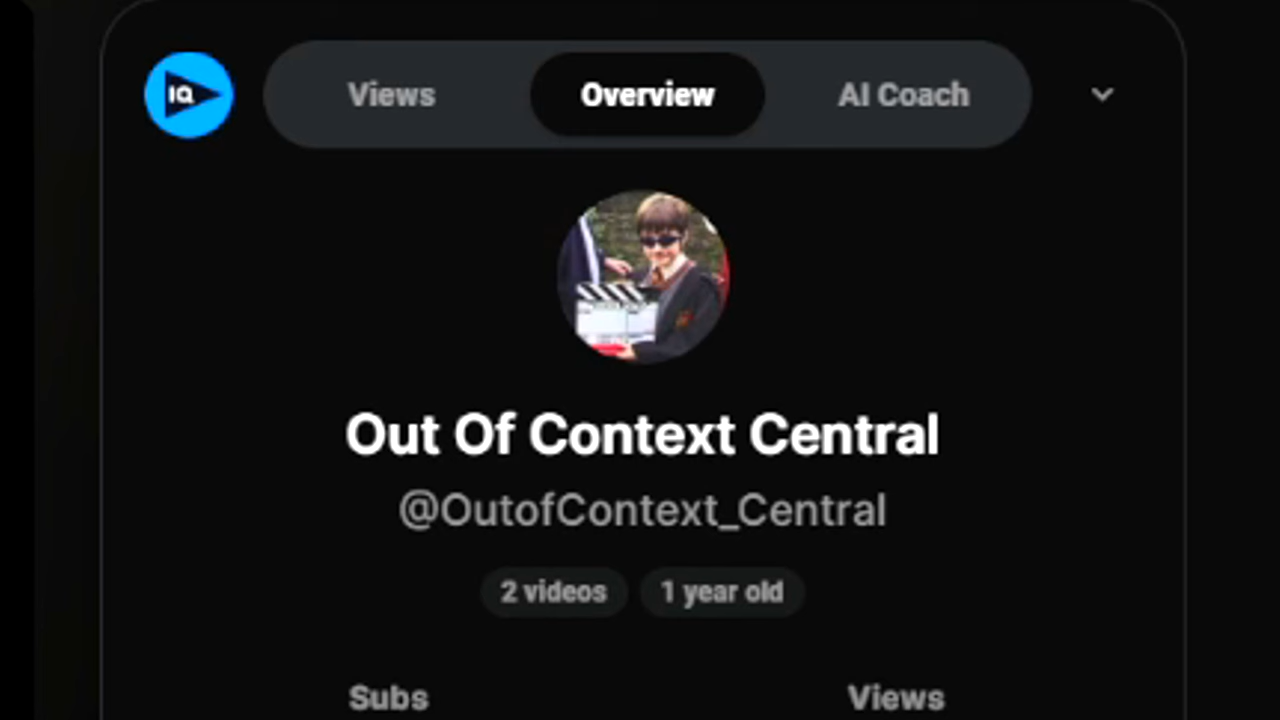 IQ Views Overview AI Coach
Out Of Context Central
@OutofContext_Central
2 videos 1 year old
Subs Views